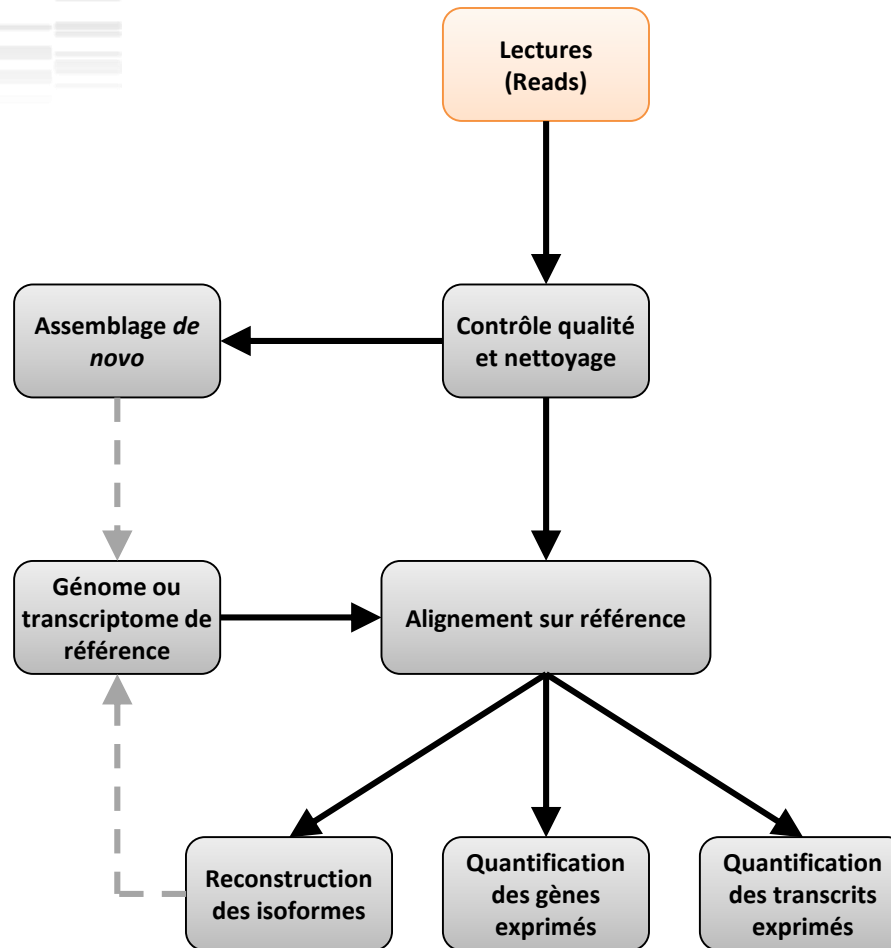 Lectures
(Reads)
Assemblage de
novo
Contrôle qualité
et nettoyage
Génome ou
transcriptome de
référence
Alignement sur référence
Reconstruction
des isoformes
Quantification
des gènes
exprimés
Quantification
des transcrits
exprimés